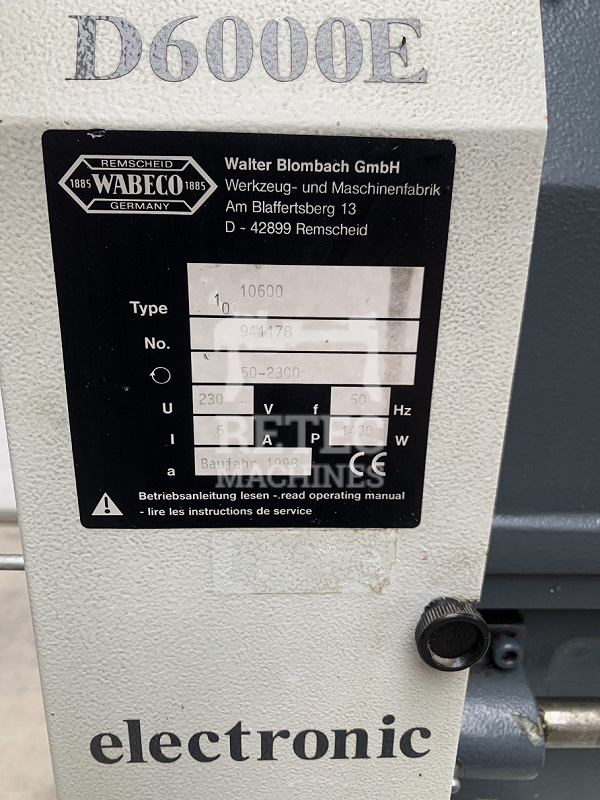 D6000E
REMSCHEID
1885 WABECO 1885
GERMANY
Walter Blombach GmbH
Werkzeug- und Maschinenfabrik
Am Blaffertsberg 13
D - 42899 Remscheid
Type 10 10600
No. 941178
50-2300
U 230 V f 50 Hz
I 6 A P 1400 W
a Baujahr 1998 CE
RETEC
MACHINES
Betriebsanleitung lesen - read operating manual
- lire les instructions de service
electronic